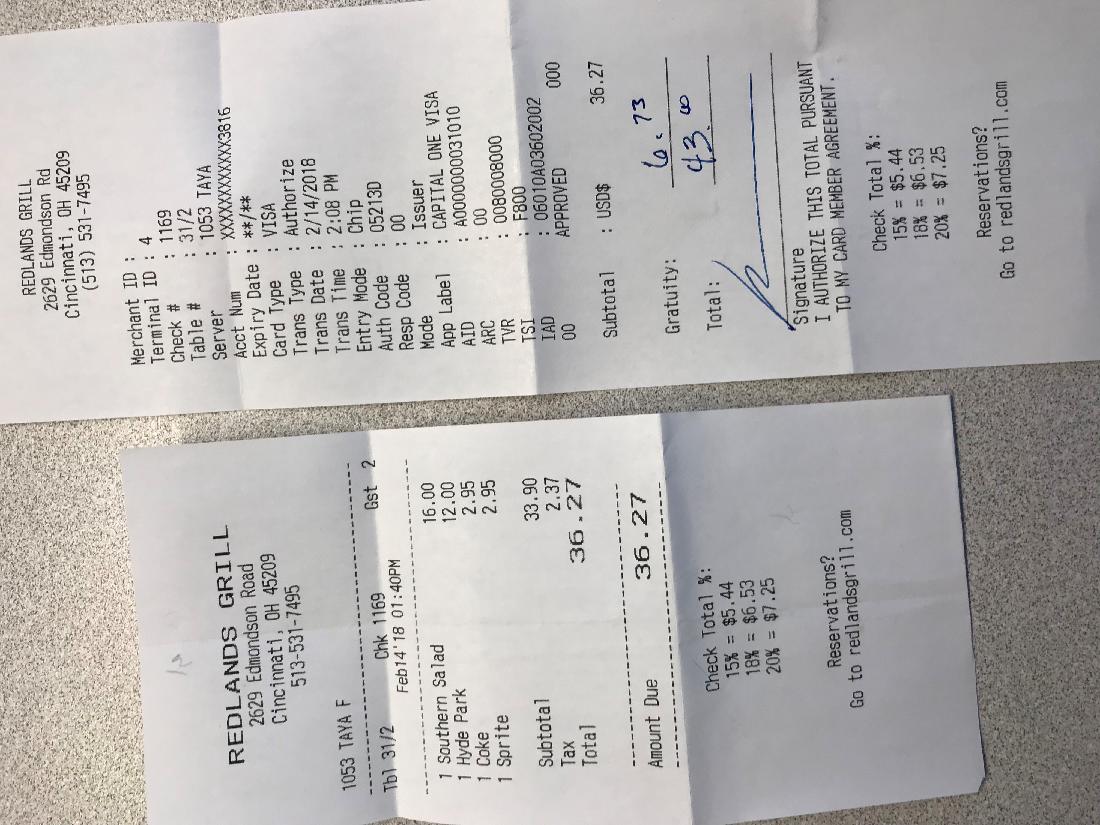 REDLANDS GRILL
2629 Edmondson Rd
Cincinnati, OH 45209
(513) 531-7495
Merchant ID :
Terminal ID : 4
Check # : 1169
Table # : 31/2
Server : 1053 TAYA
Acct Num : XXXXXXXXXXXX3816
Expiry Date : **/**
Card Type : VISA
Trans Type : Authorize
Trans Date : 2/14/2018
Trans Time : 2:08 PM
Entry Mode : Chip
Auth Code : 05213D
Resp Code : 00
Mode : Issuer
App Label : CAPITAL ONE VISA
AID : A0000000031010
ARC : 00
TVR : 0080008000
TSI : F800
IAD : 06010A03602002
00 APPROVED 000
Subtotal : USD$ 36.27
Gratuity: 6.73
Total: 43.00
Signature
I AUTHORIZE THIS TOTAL PURSUANT
TO MY CARD MEMBER AGREEMENT.
Check Total %:
15% = $5.44
18% = $6.53
20% = $7.25
Reservations?
Go to redlandsgrill.com
REDLANDS GRILL
2629 Edmondson Road
Cincinnati, OH 45209
513-531-7495
1053 TAYA F
Tbl 31/2 Chk 1169 Gst 2
Feb14'18 01:40PM
1 Southern Salad 16.00
1 Hyde Park 12.00
1 Coke 2.95
1 Sprite 2.95
Subtotal 33.90
Tax 2.37
Total 36.27
Amount Due 36.27
Check Total %:
15% = $5.44
18% = $6.53
20% = $7.25
Reservations?
Go to redlandsgrill.com